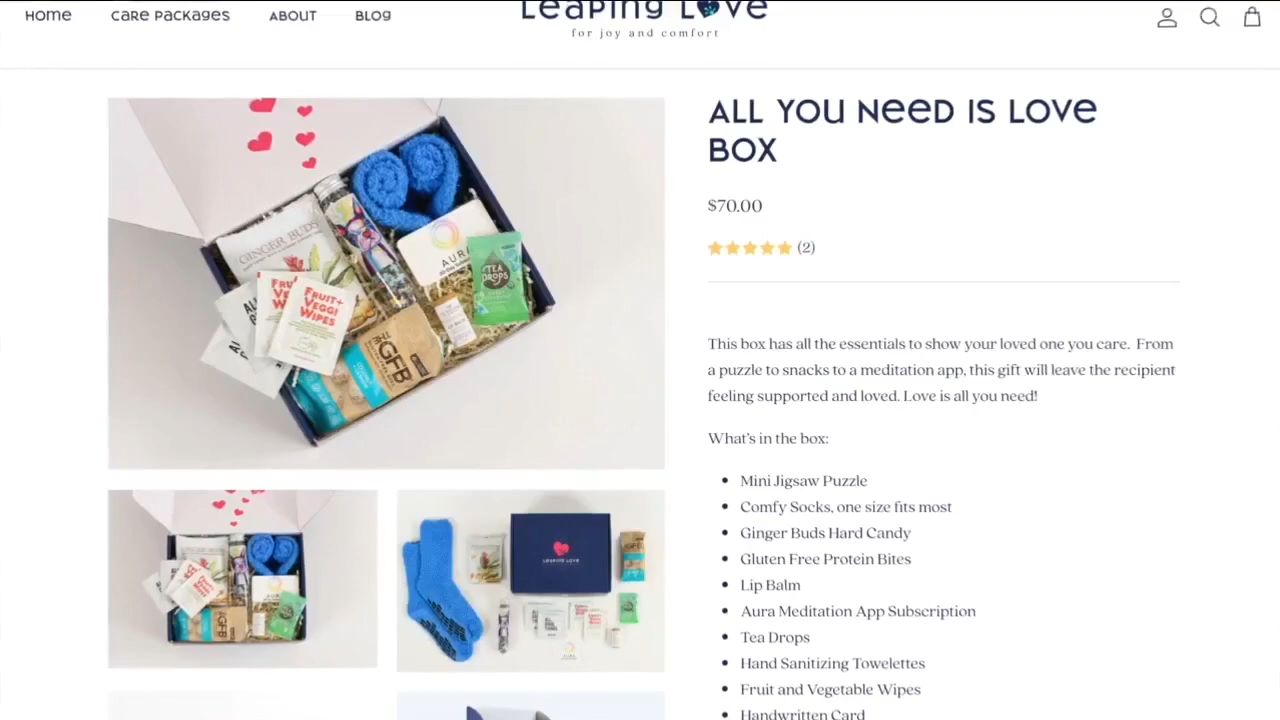 Home
Care Packages
About
Blog
Leaping Love
for joy and comfort
All You Need Is Love
Box
$70.00
(2)
This box has all the essentials to show your loved one you care. From
a puzzle to snacks to a meditation app, this gift will leave the recipient
feeling supported and loved. Love is all you need!
What's in the box:
Mini Jigsaw Puzzle
Comfy Socks, one size fits most
Ginger Buds Hard Candy
Gluten Free Protein Bites
Lip Balm
Aura Meditation App Subscription
Tea Drops
Hand Sanitizing Towelettes
Fruit and Vegetable Wipes
Handwritten Card
GINGER BUDS
AURA
TEA
DROPS
FRUIT+
VEGGI
WIPES
GFB
Leaping Love